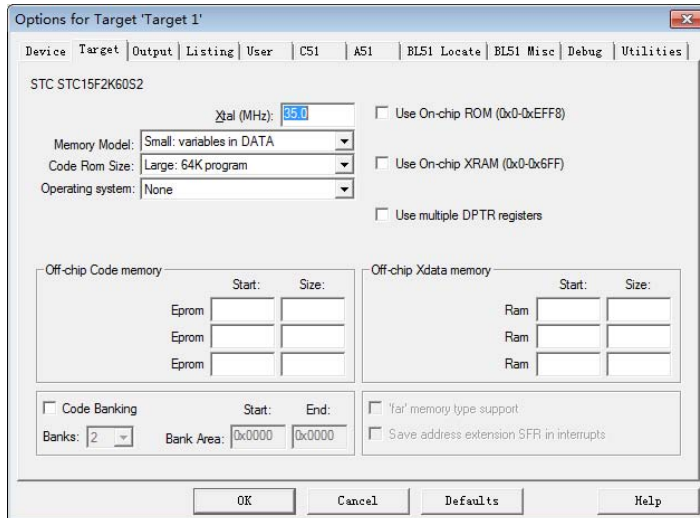 Options for Target 'Target 1'
Device Target Output Listing User C51 A51 BL51 Locate BL51 Misc Debug Utilities
STC STC15F2K60S2
Xtal (MHz): 35.0
Use On-chip ROM (0x0-0xEFF8)
Memory Model: Small: variables in DATA
Code Rom Size: Large: 64K program
Use On-chip XRAM (0x0-0x6FF)
Operating system: None
Use multiple DPTR registers
Off-chip Code memory
Start: Size:
Eprom
Eprom
Eprom
Off-chip Xdata memory
Start: Size:
Ram
Ram
Ram
Code Banking Start: End:
Banks: 2 Bank Area: 0x0000 0x0000
'far' memory type support
Save address extension SFR in interrupts
OK Cancel Defaults Help